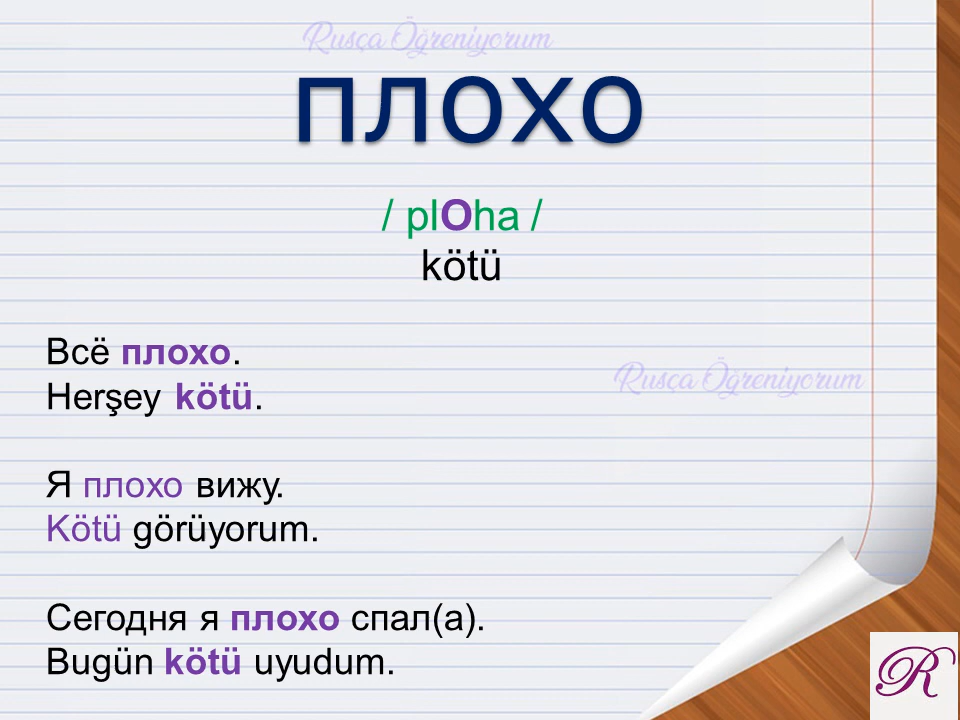 Rusça Öğreniyorum
плохо
/ plOha /
kötü
Всё плохо.
Herşey kötü.
Rusça Öğreniyorum
Я плохо вижу.
Kötü görüyorum.
Сегодня я плохо спал(а).
Bugün kötü uyudum.
R